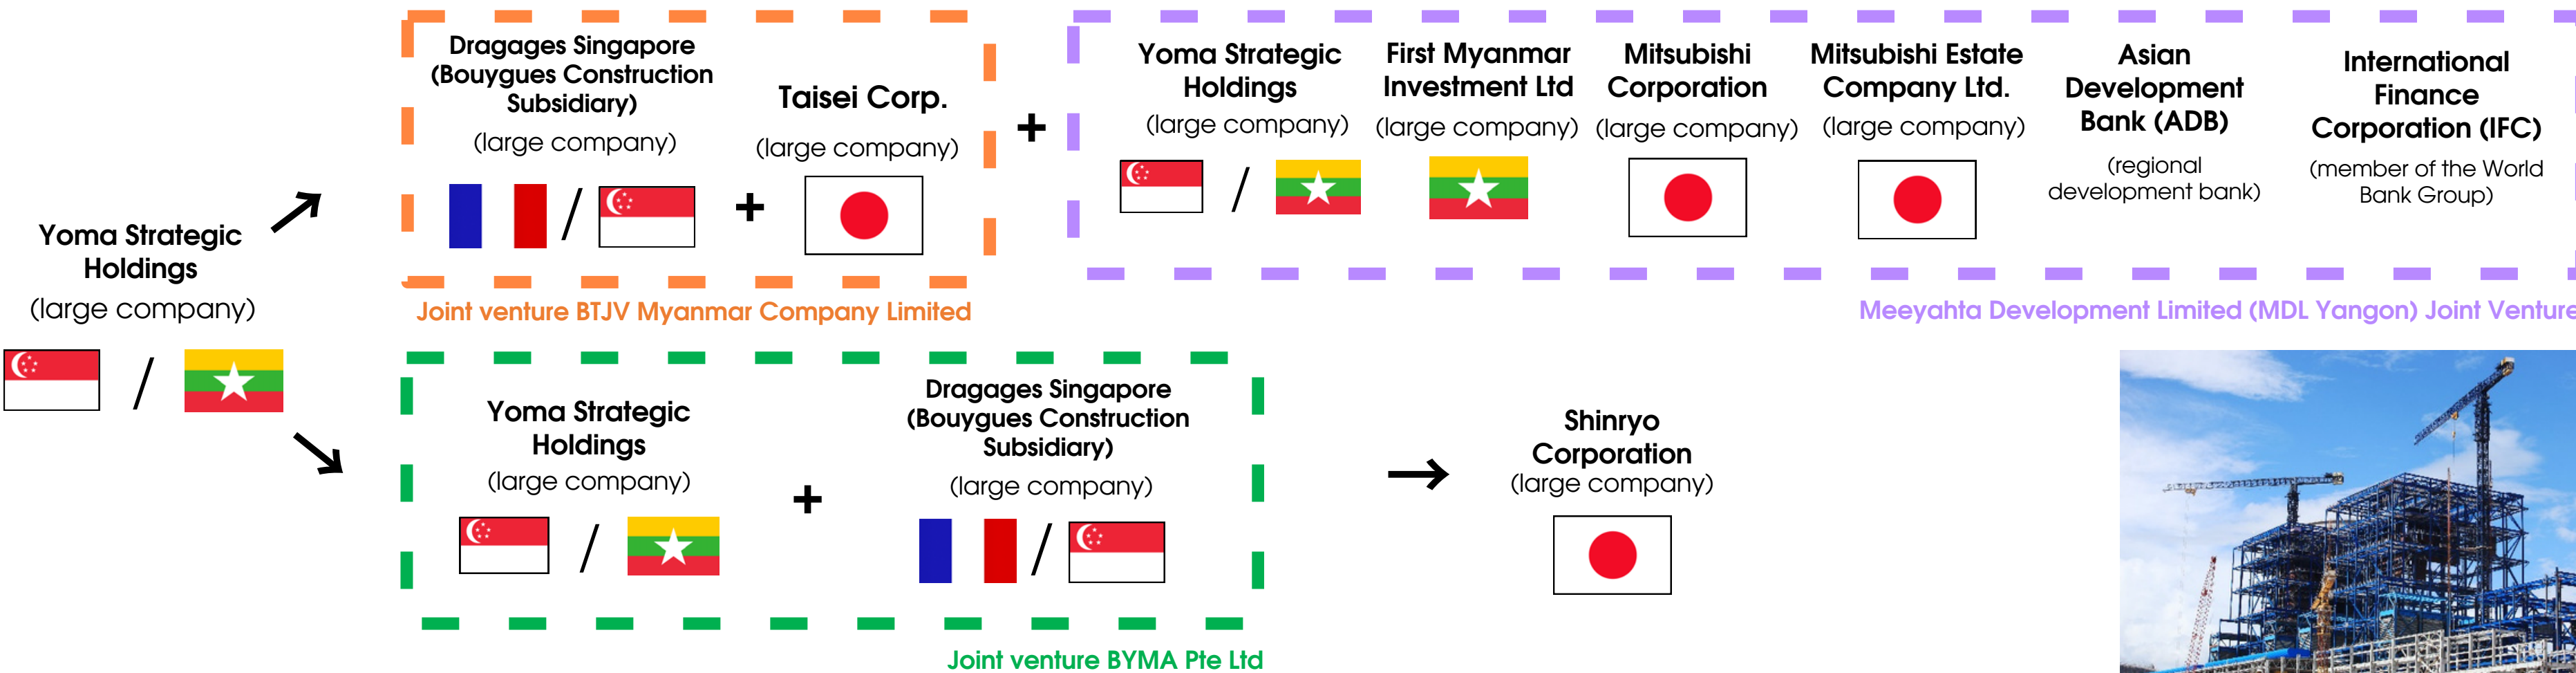 Yoma Strategic
Holdings
(large company)
/
Dragages Singapore
(Bouygues Construction
Subsidiary)
(large company)
/
+
Taisei Corp.
(large company)
Joint venture BTJV Myanmar Company Limited
+
Yoma Strategic
Holdings
(large company)
/
First Myanmar
Investment Ltd
(large company)
Mitsubishi
Corporation
(large company)
Mitsubishi Estate
Company Ltd.
(large company)
Asian
Development
Bank (ADB)
(regional
development bank)
International
Finance
Corporation (IFC)
(member of the World
Bank Group)
Meeyahta Development Limited (MDL Yangon) Joint Venture
Yoma Strategic
Holdings
(large company)
/
+
Dragages Singapore
(Bouygues Construction
Subsidiary)
(large company)
/
Joint venture BYMA Pte Ltd
Shinryo
Corporation
(large company)